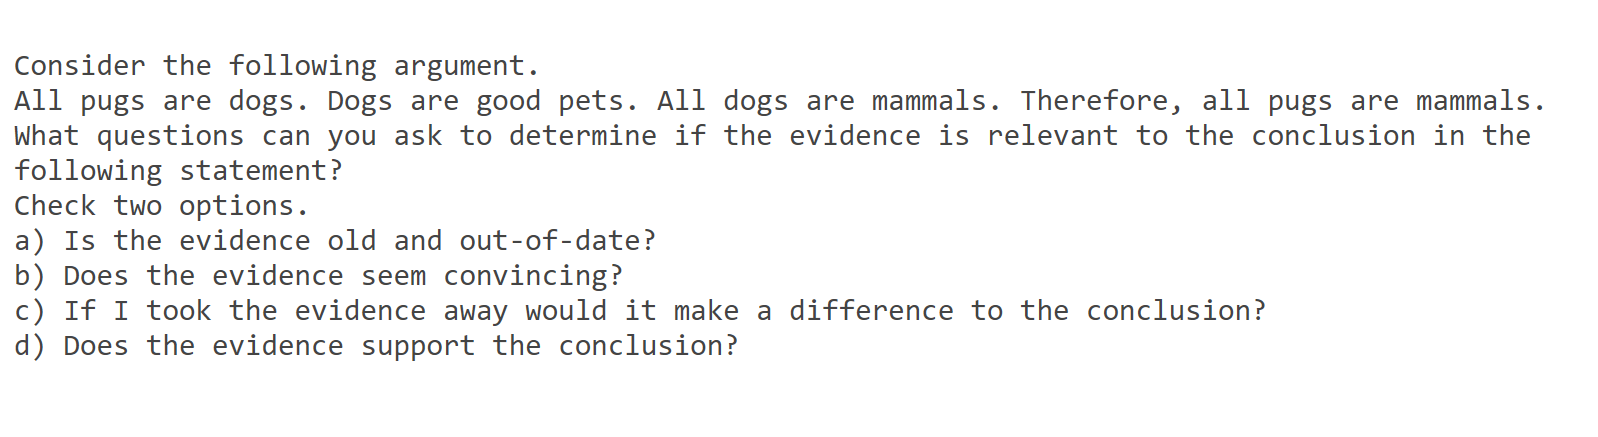 Consider the following argument.
All pugs are dogs. Dogs are good pets. All dogs are mammals. Therefore, all pugs are mammals.
What questions can you ask to determine if the evidence is relevant to the conclusion in the
following statement?
Check two options.
a) Is the evidence old and out-of-date?
b) Does the evidence seem convincing?
c) If I took the evidence away would it make a difference to the conclusion?
d) Does the evidence support the conclusion?